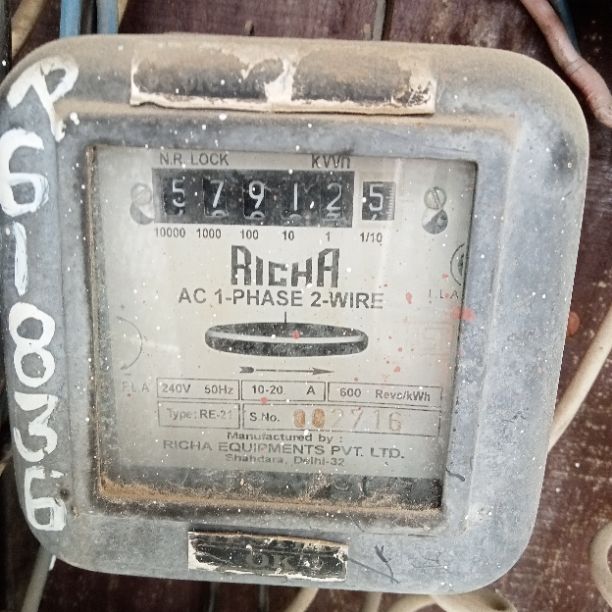 P61836
N.R. LOCK kWh
5 7 9 1 2 5
10000 1000 100 10 1 1/10
RICHA
AC 1-PHASE 2-WIRE
F L A 240V 50Hz 10-20 A 600 Revs/kWh
Type: RE-21 S.No. 002716
Manufactured by :
RICHA EQUIPMENTS PVT. LTD.
Shahdara, Delhi-32